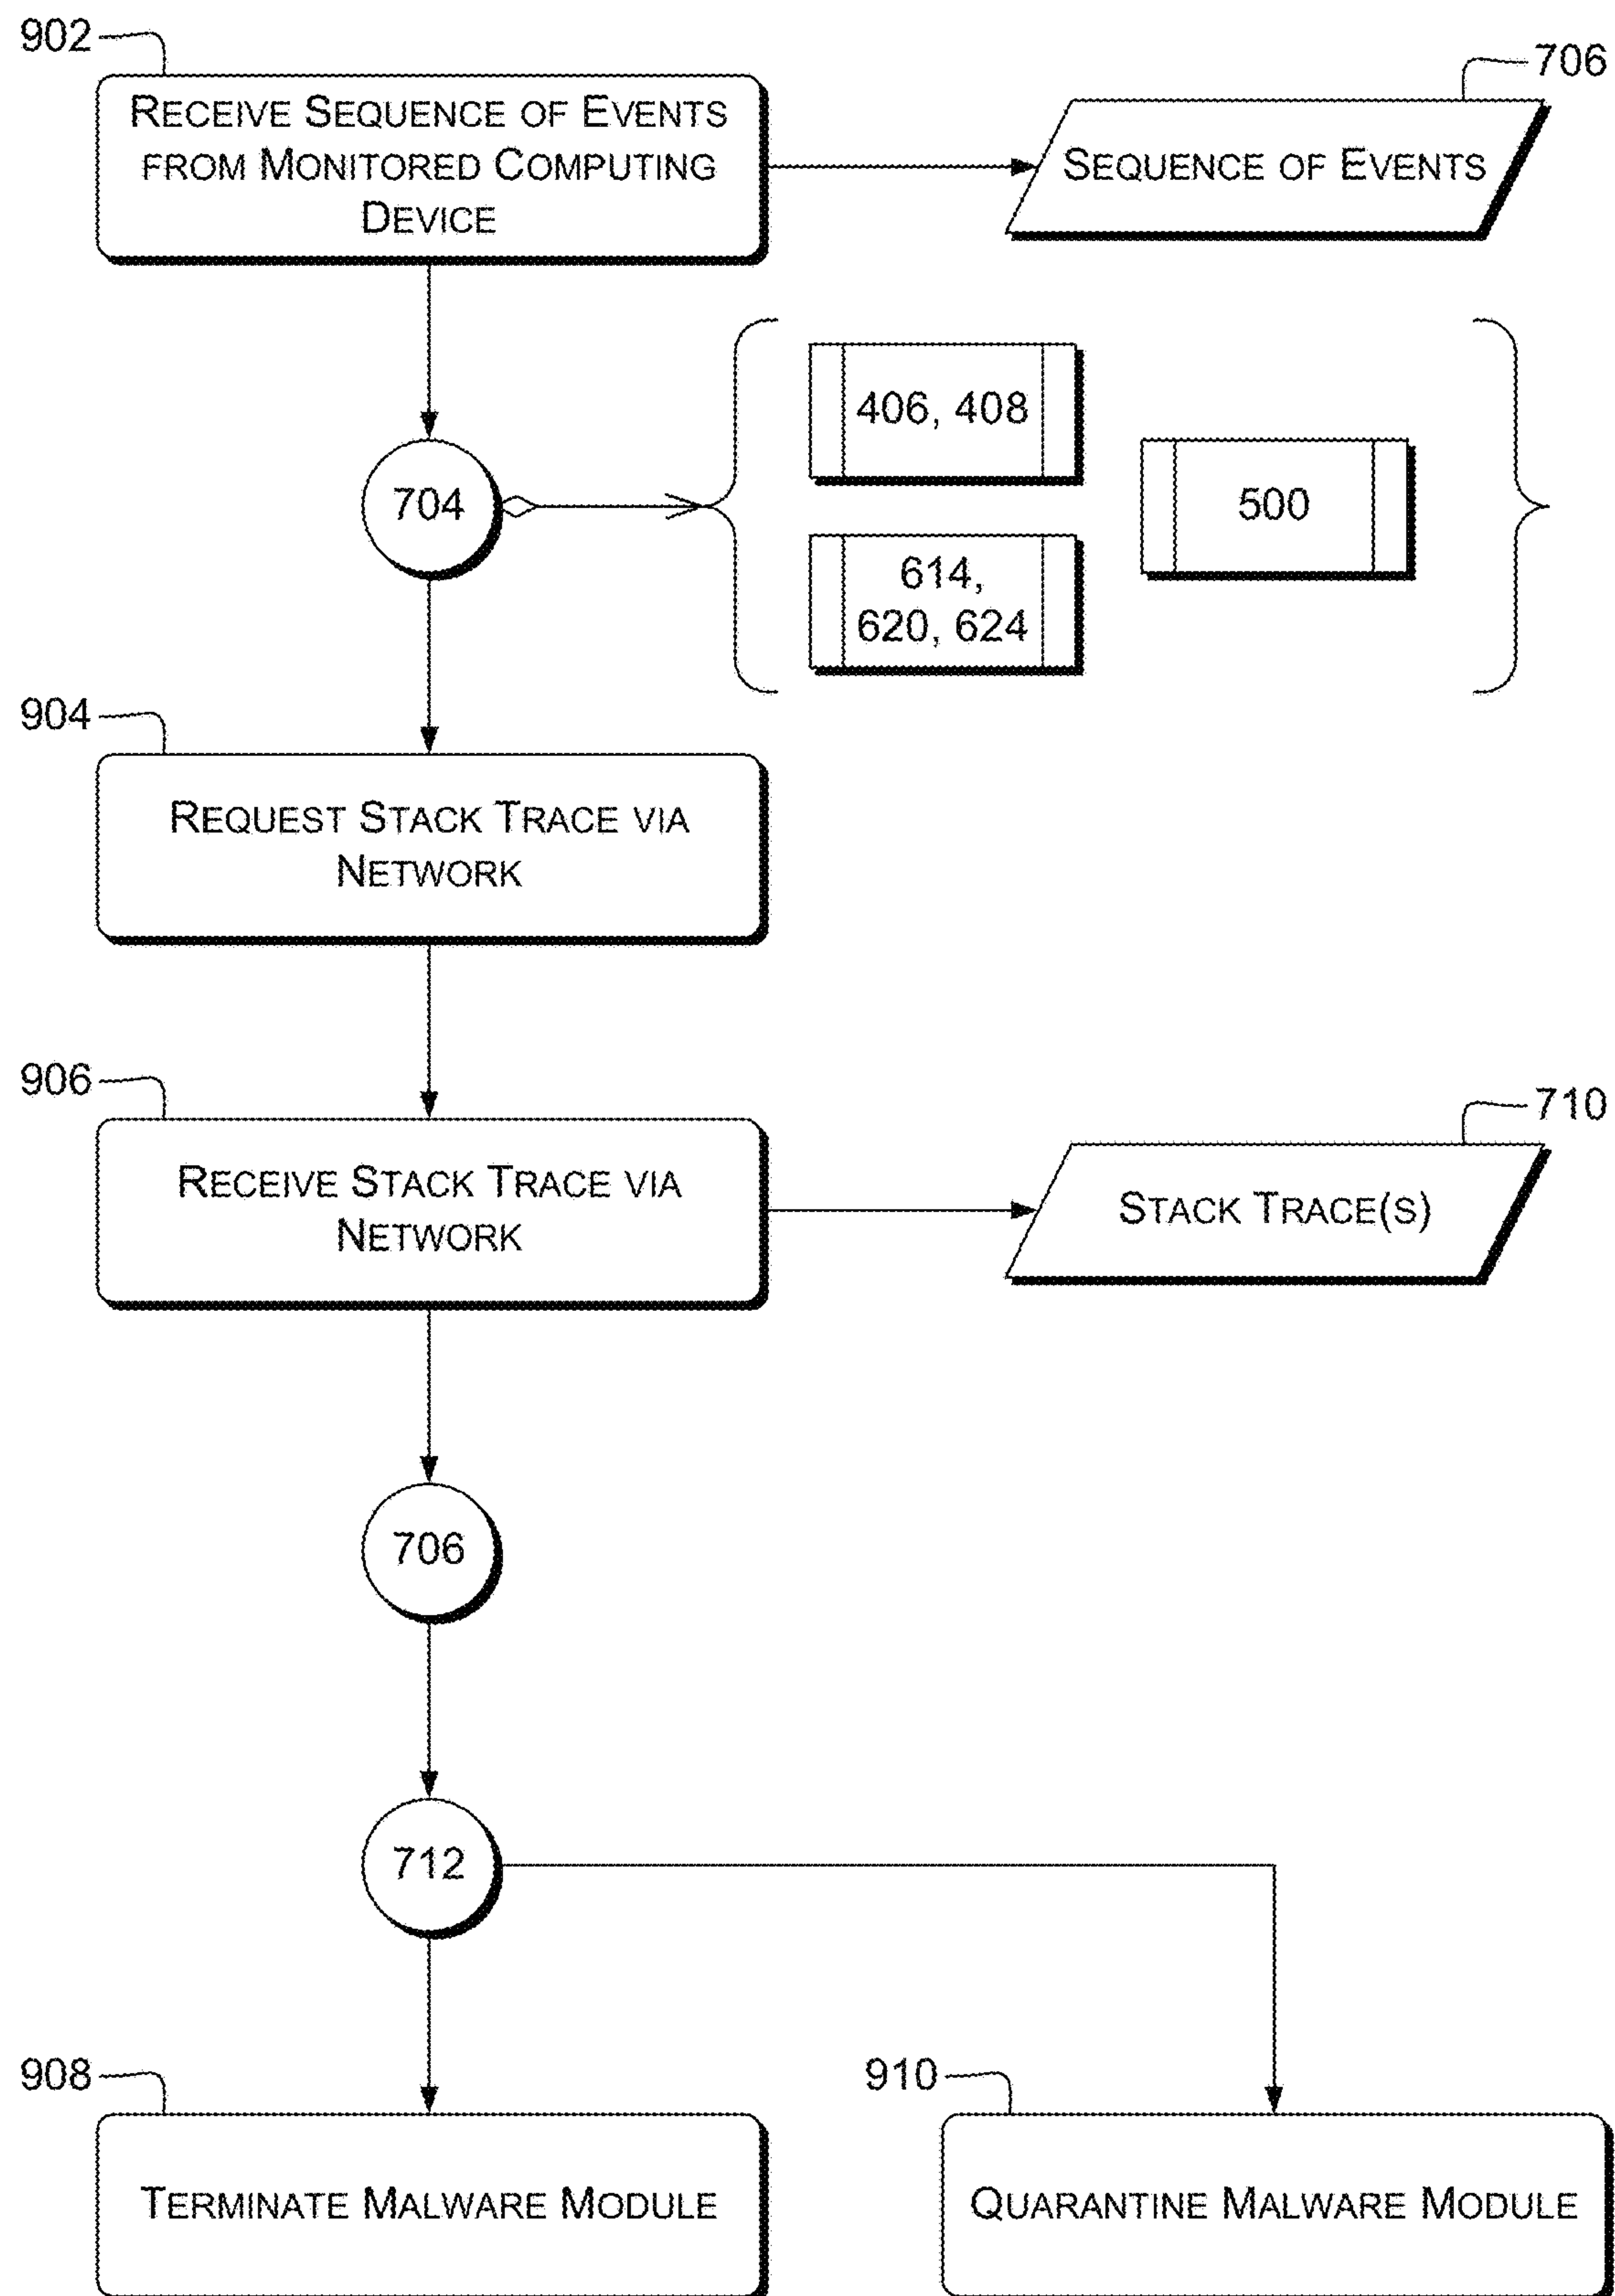 902
706
RECEIVE SEQUENCE OF EVENTS
FROM MONITORED COMPUTING
DEVICE
SEQUENCE OF EVENTS
406, 408
704
500
614,
620, 624
904
REQUEST STACK TRACE VIA
NETWORK
906
710
RECEIVE STACK TRACE VIA
NETWORK
STACK TRACE(S)
706
712
908
910
TERMINATE MALWARE MODULE
QUARANTINE MALWARE MODULE